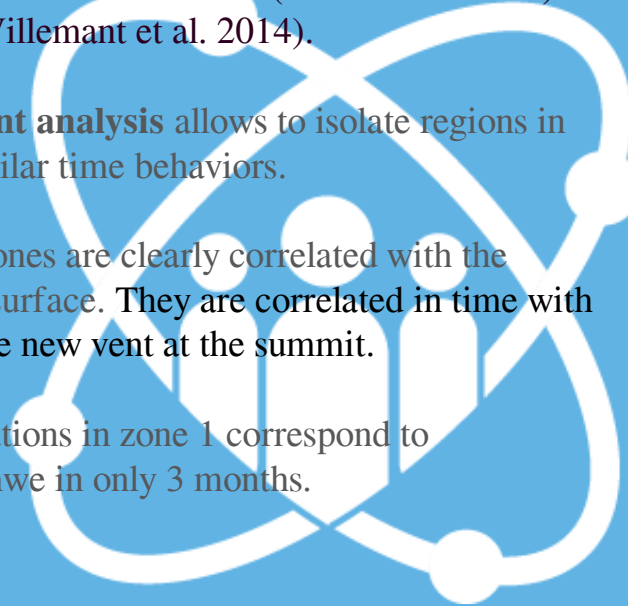 Villemant et al. 2014).
nt analysis allows to isolate regions in
ilar time behaviors.
ones are clearly correlated with the
surface. They are correlated in time with
e new vent at the summit.
tions in zone 1 correspond to
nwe in only 3 months.